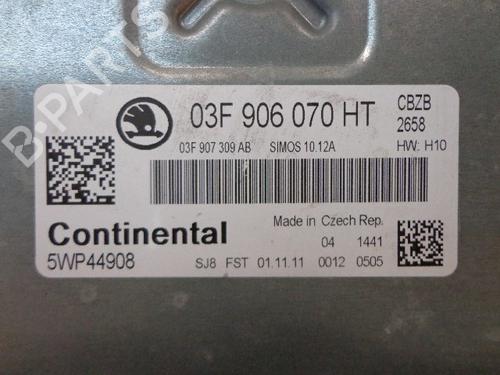 B-PARTS
03F 906 070 HT
CBZB
2658
03F 907 309 AB SIMOS 10.12A HW: H10
Continental
Made in Czech Rep.
04 1441
5WP44908 SJ8 FST 01.11.11 0012 0505